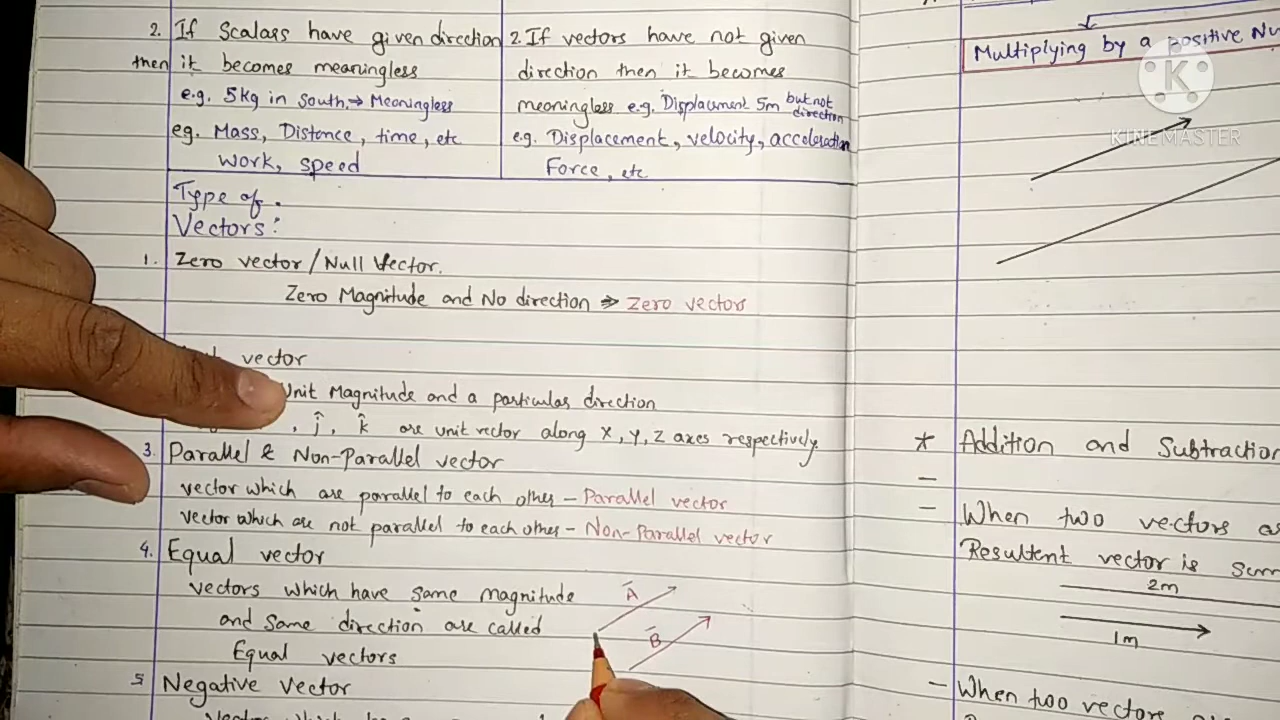 2. If Scalars have given direction
then it becomes meaningless
e.g. 5kg in south → Meaningless
eg. Mass, Distance, time, etc
work, speed
2. If vectors have not given
direction then it becomes
meaningless e.g. Displacement 5m but not direction
e.g. Displacement, velocity, acceleration
Force, etc
Type of
Vectors:
1. Zero vector/Null Vector.
Zero Magnitude and No direction ⇒ Zero vector
vector
Unit Magnitude and a particular direction
, ĵ, k̂ are unit vector along X, Y, Z axes respectively
3. Parallel & Non-Parallel vector
vector which are parallel to each other - Parallel vector
vector which are not parallel to each other - Non-Parallel vector
4. Equal vector
vectors which have same magnitude
and same direction are called
Equal vectors
A
B
5 Negative Vector
Multiplying by a positive Nu
K
KINEMASTER
* Addition and Subtraction
-
- When two vectors
Resultent vector is sum
2m
1m
- When two vectors